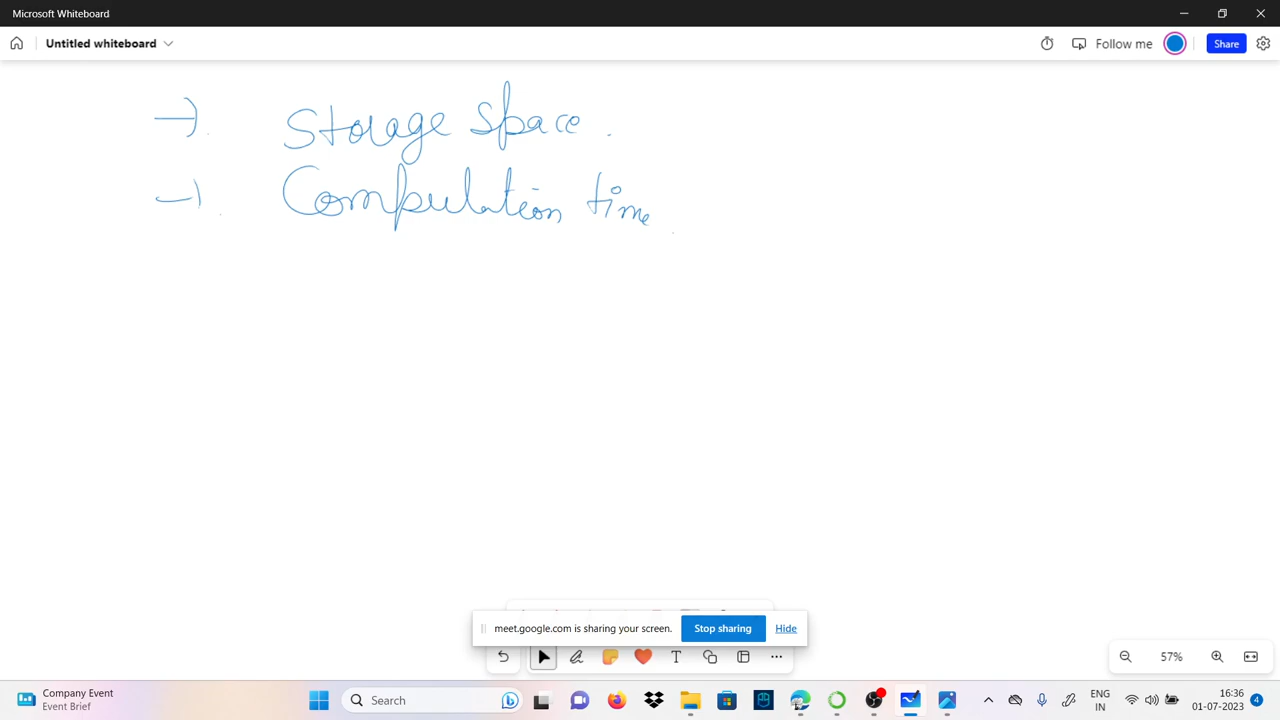 Microsoft Whiteboard
Untitled whiteboard
Follow me
Share
→ Storage space.
→ Computation time.
meet.google.com is sharing your screen.
Stop sharing
Hide
57%
Company Event
Event Brief
Search
ENG
IN
16:36
01-07-2023
4